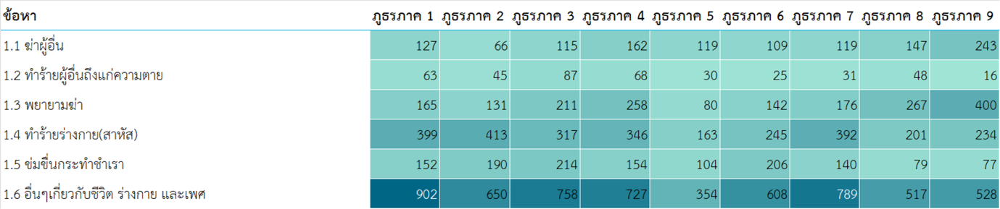 ข้อหา ภูธรภาค 1 ภูธรภาค 2 ภูธรภาค 3 ภูธรภาค 4 ภูธรภาค 5 ภูธรภาค 6 ภูธรภาค 7 ภูธรภาค 8 ภูธรภาค 9
1.1 ฆ่าผู้อื่น 127 66 115 162 119 109 119 147 243
1.2 ทำร้ายผู้อื่นถึงแก่ความตาย 63 45 87 68 30 25 31 48 16
1.3 พยายามฆ่า 165 131 211 258 80 142 176 267 400
1.4 ทำร้ายร่างกาย(สาหัส) 399 413 317 346 163 245 392 201 234
1.5 ข่มขืนกระทำชำเรา 152 190 214 154 104 206 140 79 77
1.6 อื่นๆเกี่ยวกับชีวิต ร่างกาย และเพศ 902 650 758 727 354 608 789 517 528